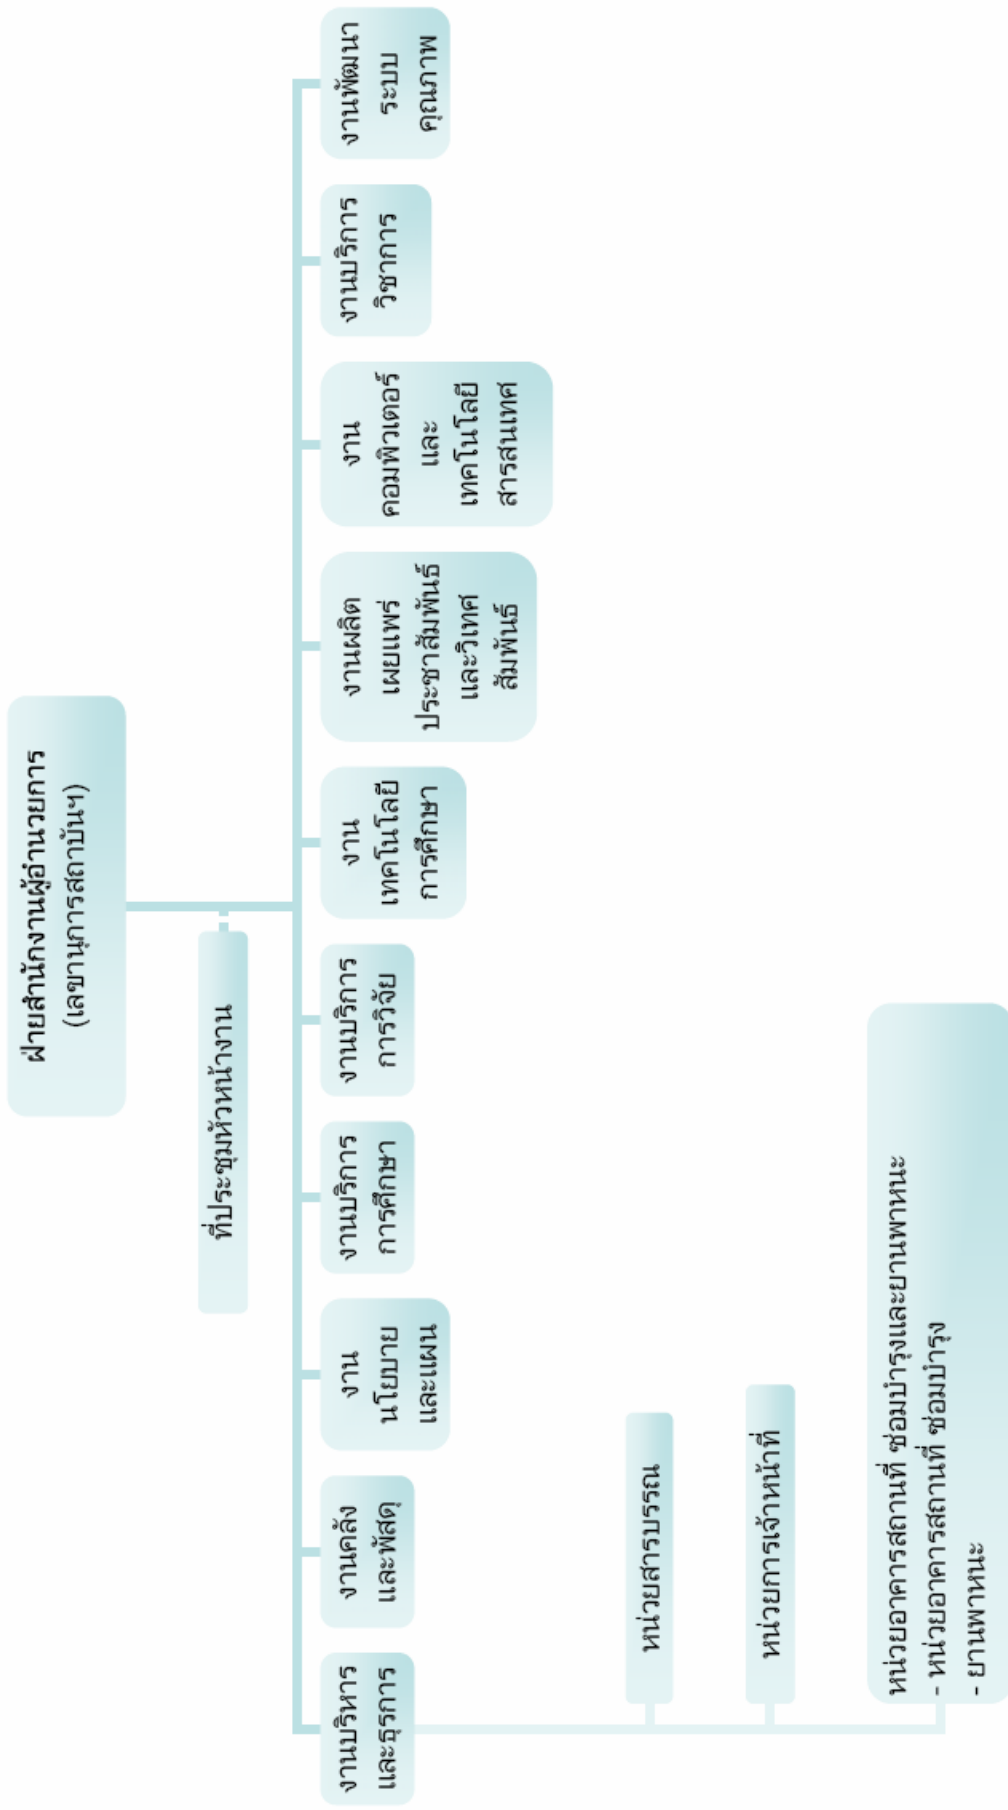 ฝ่ายสำนักงานผู้อำนวยการ
(เลขานุการสถาบันฯ)
ที่ประชุมหัวหน้างาน
งานบริหาร
และธุรการ
งานคลัง
และพัสดุ
งาน
นโยบาย
และแผน
งานบริการ
การศึกษา
งานบริการ
การวิจัย
งาน
เทคโนโลยี
การศึกษา
งานผลิต
เผยแพร่
ประชาสัมพันธ์
และวิเทศ
สัมพันธ์
งาน
คอมพิวเตอร์
และ
เทคโนโลยี
สารสนเทศ
งานบริการ
วิชาการ
งานพัฒนา
ระบบ
คุณภาพ
หน่วยสารบรรณ
หน่วยการเจ้าหน้าที่
หน่วยอาคารสถานที่ ซ่อมบำรุงและยานพาหนะ
- หน่วยอาคารสถานที่ ซ่อมบำรุง
- ยานพาหนะ